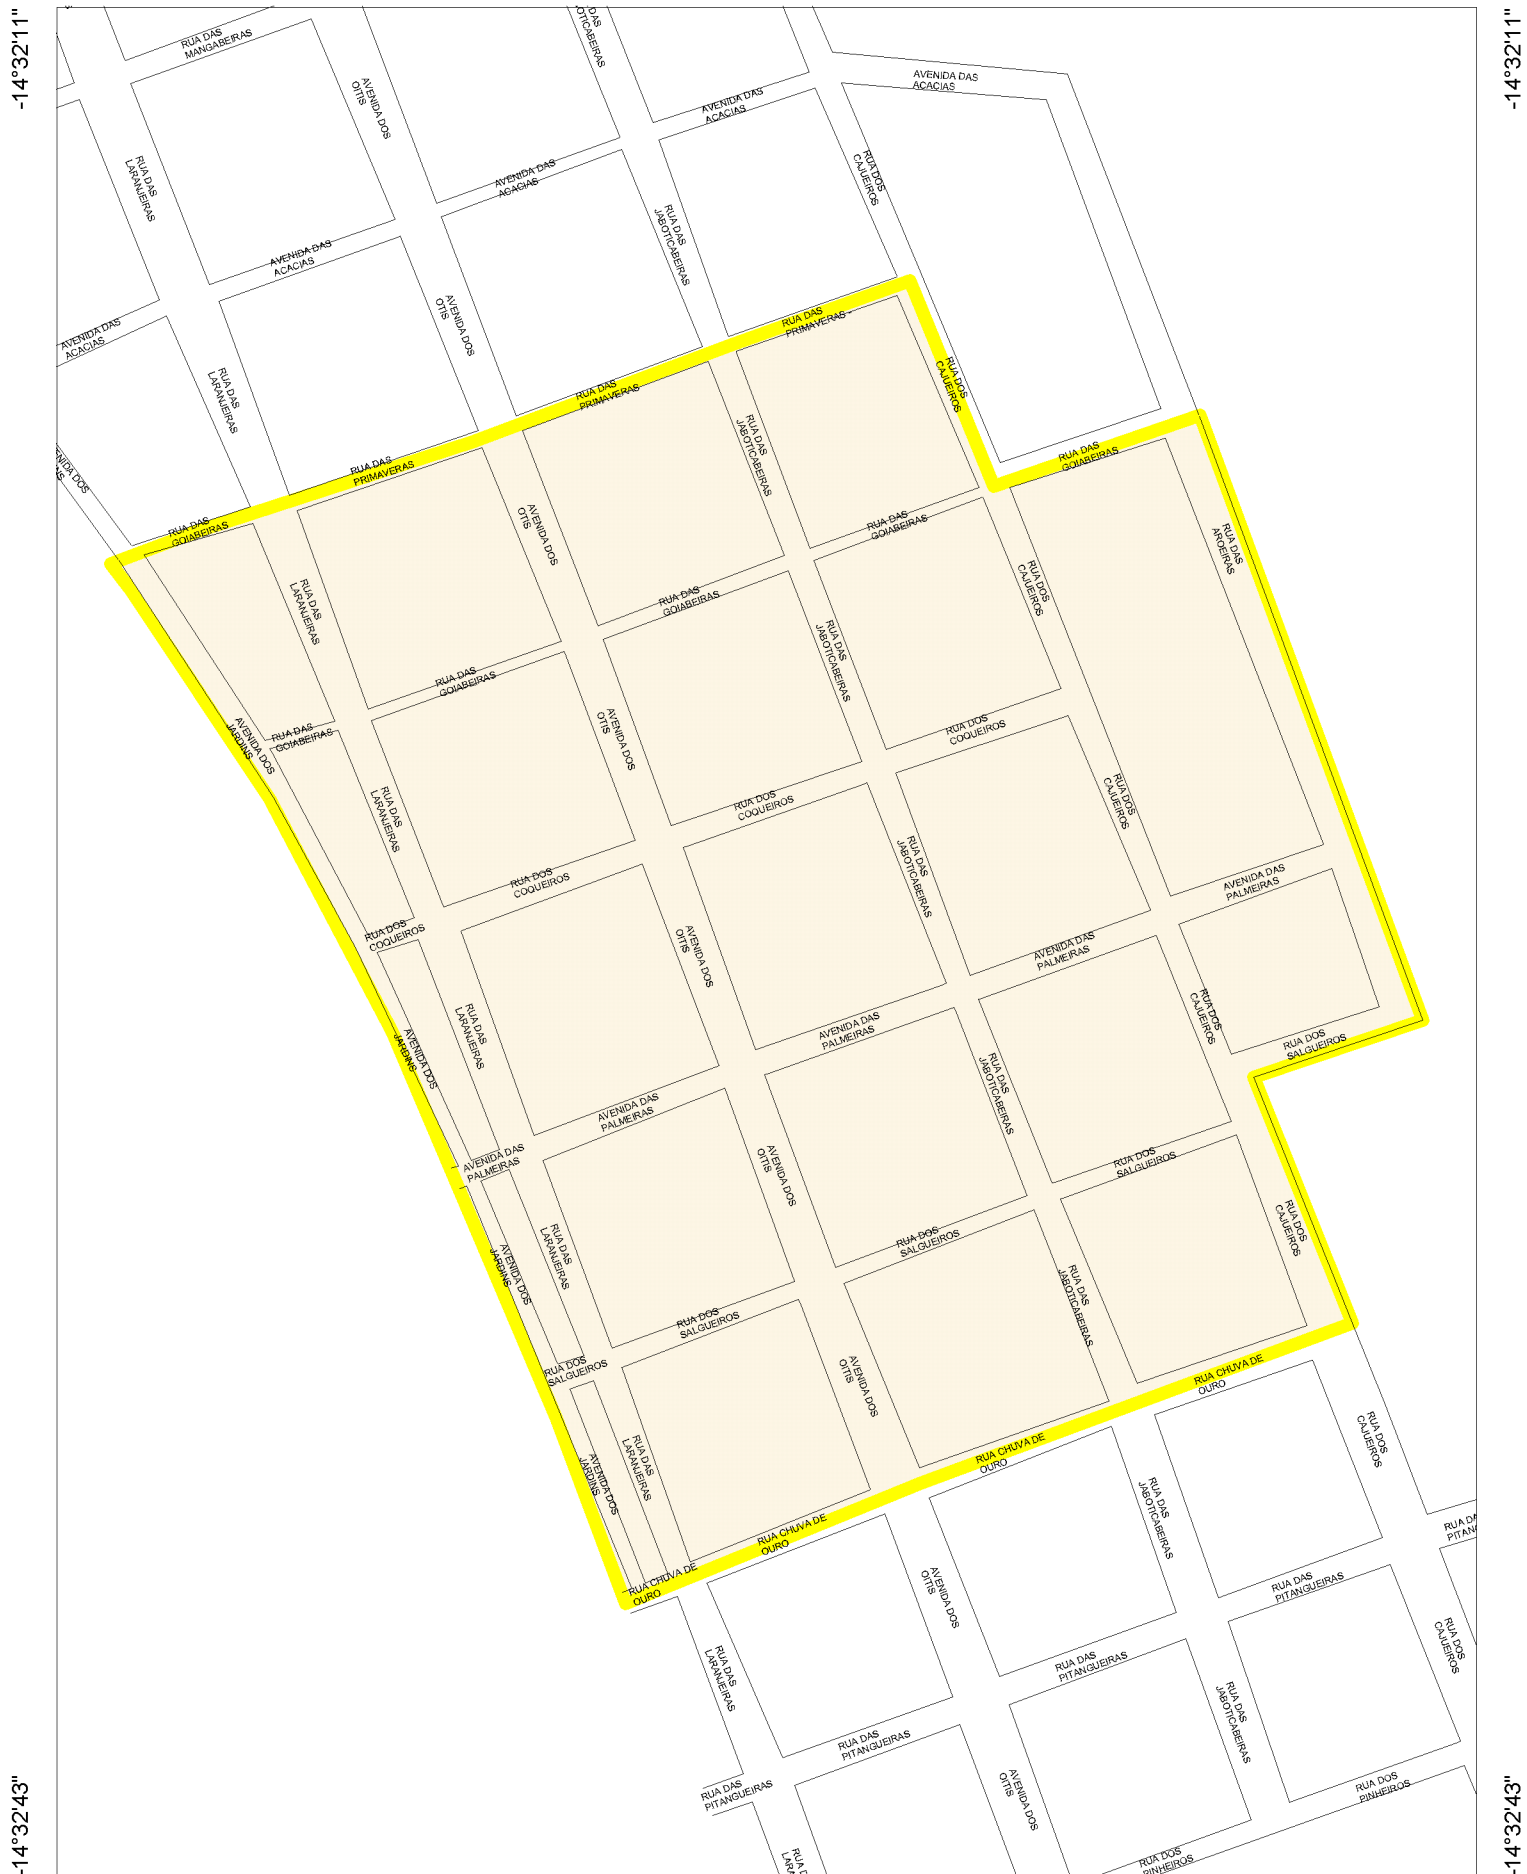 -14°32'11"
-14°32'11"
RUA DAS
MANGABEIRAS
AVENIDA DOS
OITIS
AVENIDA DAS
ACACIAS
AVENIDA DAS
ACACIAS
RUA DAS
LARANJEIRAS
AVENIDA DAS
ACACIAS
RUA DOS
CAJUEIROS
RUA DAS
JABOTICABEIRAS
AVENIDA DAS
ACACIAS
AVENIDA DAS
ACACIAS
AVENIDA DOS
OTIS
RUA DAS
PRIMAVERAS
RUA DAS
LARANJEIRAS
RUA DAS
PRIMAVERAS
RUA DOS
CAJUEIROS
RUA DAS
JABOTICABEIRAS
RUA DAS
PRIMAVERAS
RUA DAS
GOIABEIRAS
RUA DAS
GOIABEIRAS
AVENIDA DOS
OTIS
RUA DAS
GOIABEIRAS
RUA DAS
AROEIRAS
RUA DAS
LARANJEIRAS
RUA DAS
GOIABEIRAS
RUA DOS
CAJUEIROS
RUA DAS
JABOTICABEIRAS
RUA DAS
GOIABEIRAS
AVENIDA DOS
JARDINS
RUA DAS
GOIABEIRAS
AVENIDA DOS
OTIS
RUA DOS
COQUEIROS
RUA DAS
LARANJEIRAS
RUA DOS
COQUEIROS
RUA DOS
CAJUEIROS
RUA DOS
COQUEIROS
RUA DAS
JABOTICABEIRAS
AVENIDA DAS
PALMEIRAS
RUA DOS
COQUEIROS
AVENIDA DOS
OITIS
AVENIDA DAS
PALMEIRAS
AVENIDA DOS
JARDINS
RUA DAS
LARANJEIRAS
AVENIDA DAS
PALMEIRAS
RUA DOS
CAJUEIROS
RUA DOS
SALGUEIROS
AVENIDA DAS
PALMEIRAS
RUA DAS
JABOTICABEIRAS
AVENIDA DAS
PALMEIRAS
AVENIDA DOS
OITIS
RUA DOS
SALGUEIROS
RUA DAS
LARANJEIRAS
RUA DOS
SALGUEIROS
RUA DOS
CAJUEIROS
AVENIDA DOS
JARDINS
RUA DAS
JABOTICABEIRAS
RUA DOS
SALGUEIROS
RUA DOS
SALGUEIROS
AVENIDA DOS
OITIS
RUA CHUVA DE
OURO
RUA DAS
LARANJEIRAS
AVENIDA DOS
JARDINS
RUA CHUVA DE
OURO
RUA DOS
CAJUEIROS
RUA CHUVA DE
OURO
RUA DAS
JABOTICABEIRAS
RUA CHUVA DE
OURO
AVENIDA DOS
OITIS
RUA DAS
PITANGUEIRAS
RUA DAS
LARANJEIRAS
RUA DAS
PITANGUEIRAS
RUA DOS
CAJUEIROS
RUA DAS
JABOTICABEIRAS
RUA DAS
PITANGUEIRAS
RUA DAS
PITANGUEIRAS
AVENIDA DOS
OITIS
RUA DOS
PINHEIROS
RUA DOS
PINHEIROS
-14°32'43"
-14°32'43"